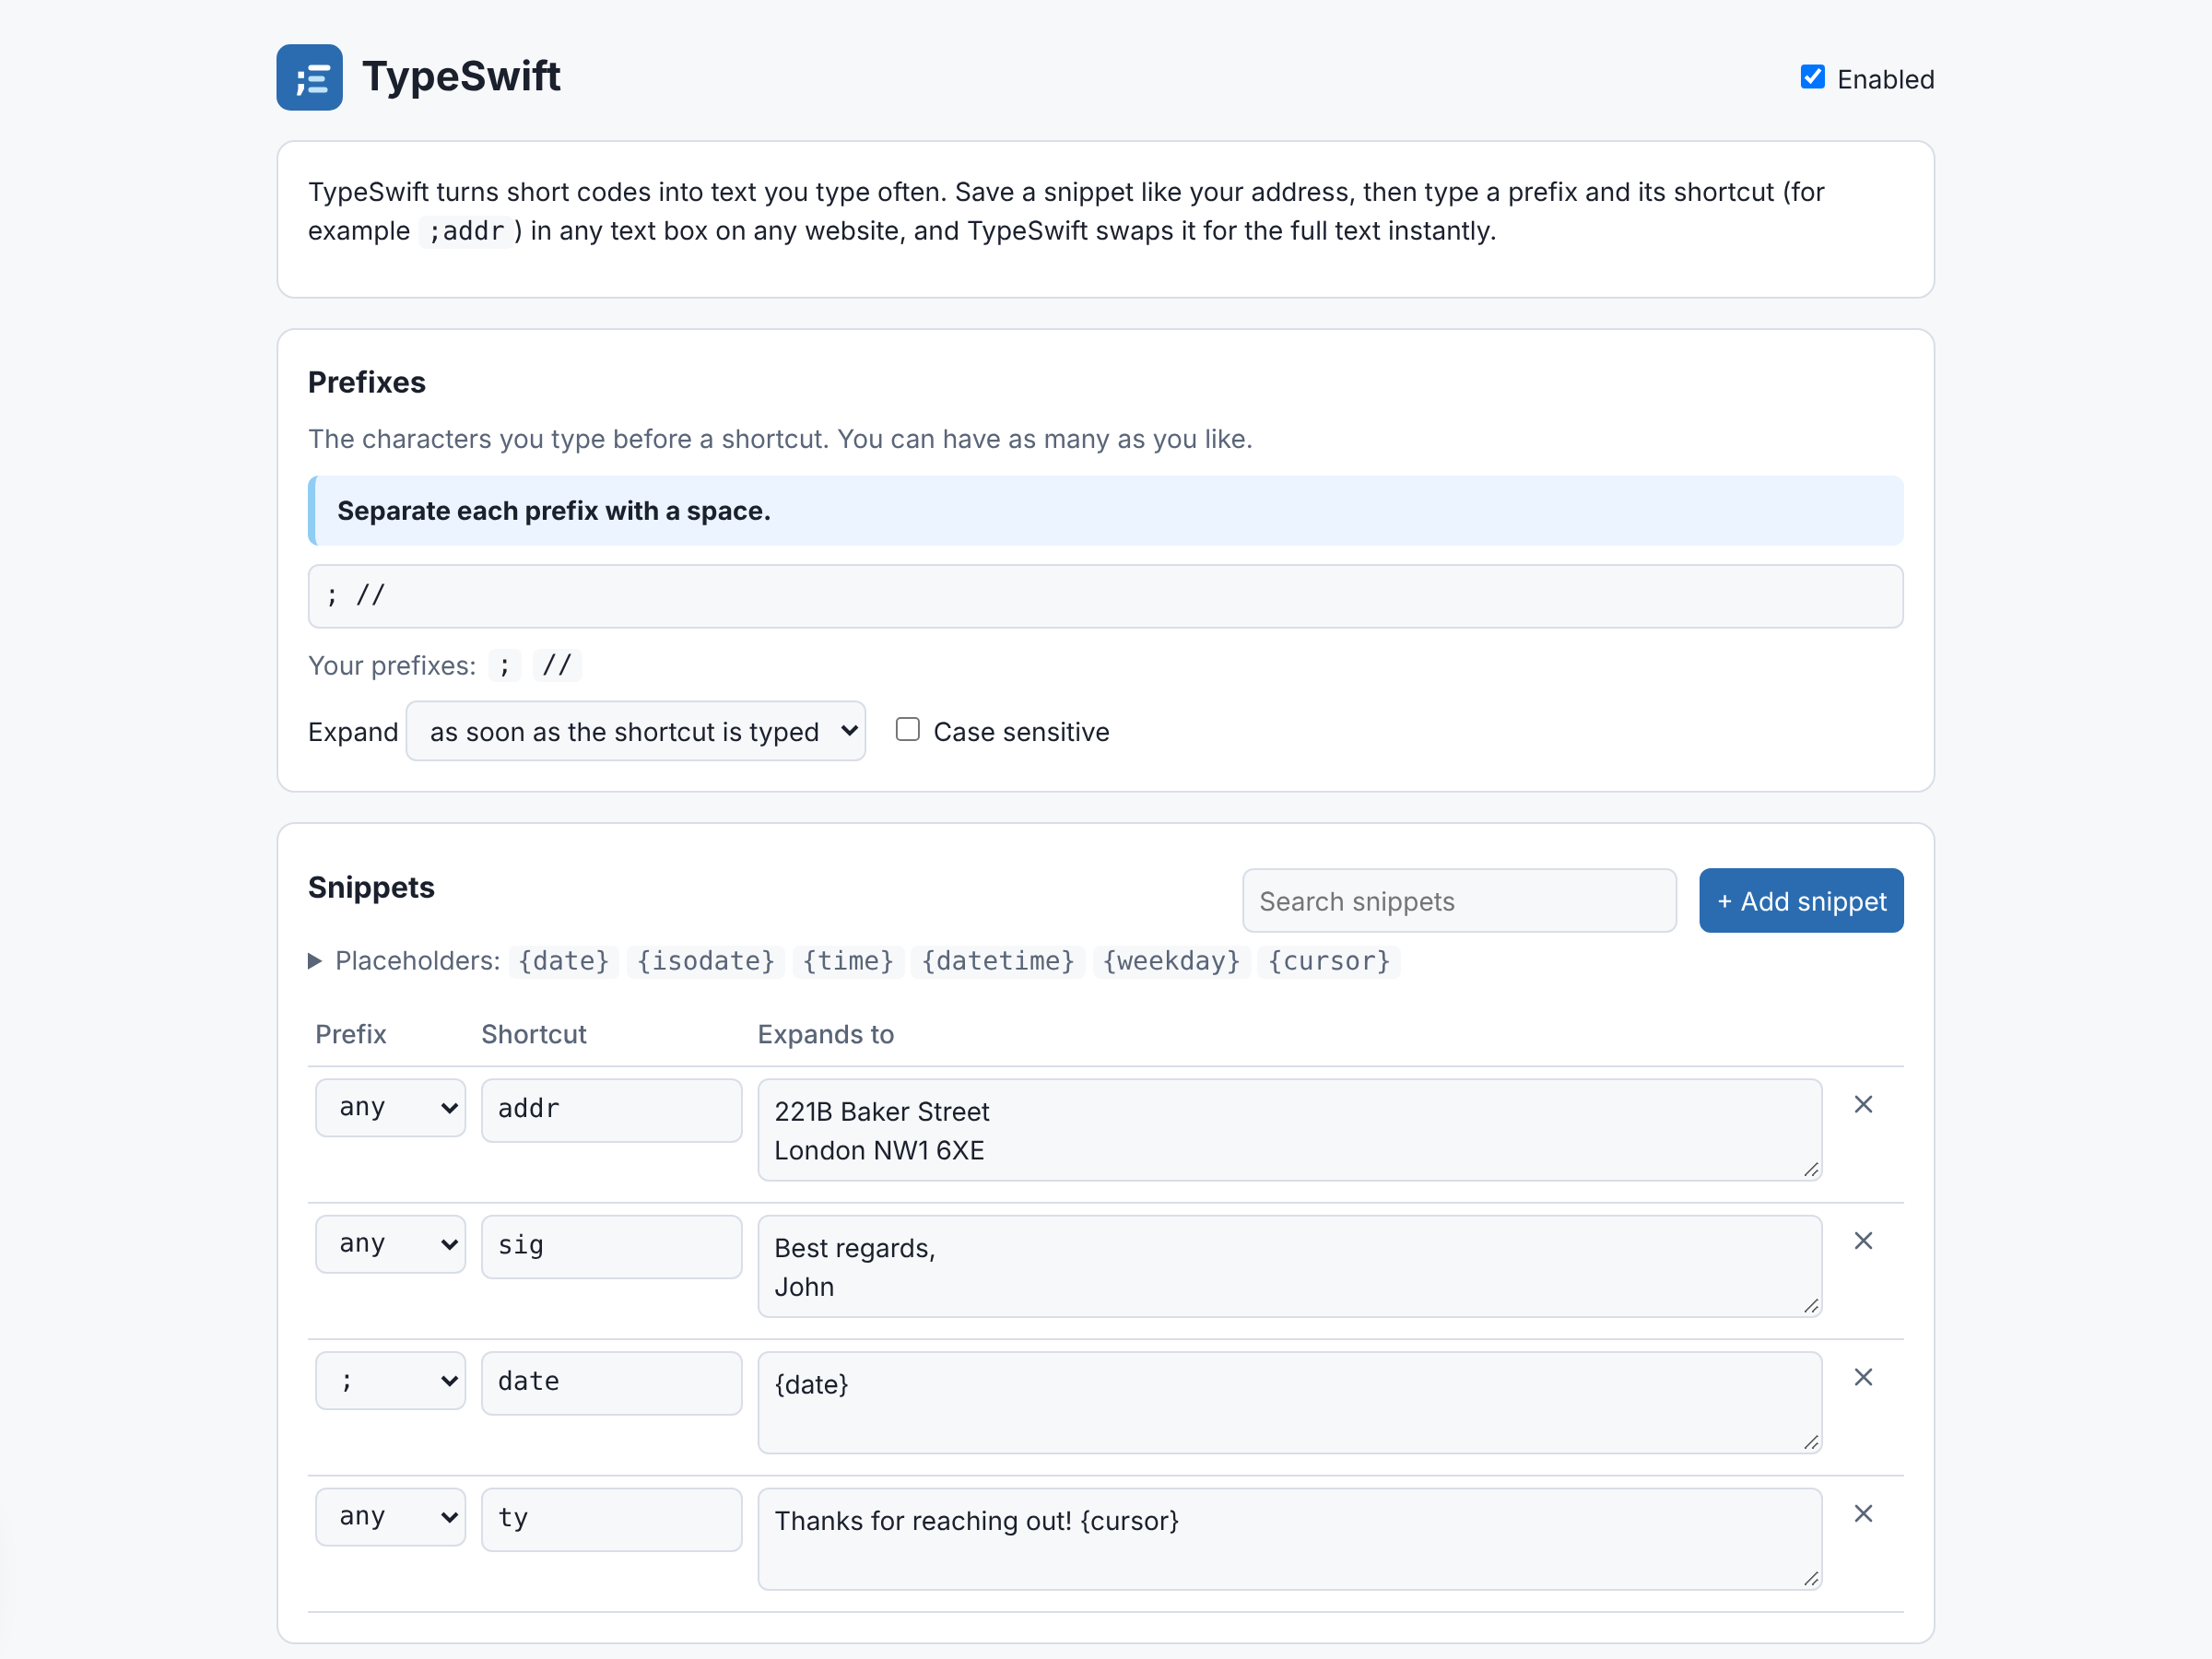 TypeSwift
Enabled
TypeSwift turns short codes into text you type often. Save a snippet like your address, then type a prefix and its shortcut (for
example ;addr ) in any text box on any website, and TypeSwift swaps it for the full text instantly.
Prefixes
The characters you type before a shortcut. You can have as many as you like.
Separate each prefix with a space.
; //
Your prefixes: ; //
Expand as soon as the shortcut is typed Case sensitive
Snippets
Search snippets
+ Add snippet
Placeholders: {date} {isodate} {time} {datetime} {weekday} {cursor}
Prefix Shortcut Expands to
any addr 221B Baker Street
London NW1 6XE
any sig Best regards,
John
; date {date}
any ty Thanks for reaching out! {cursor}